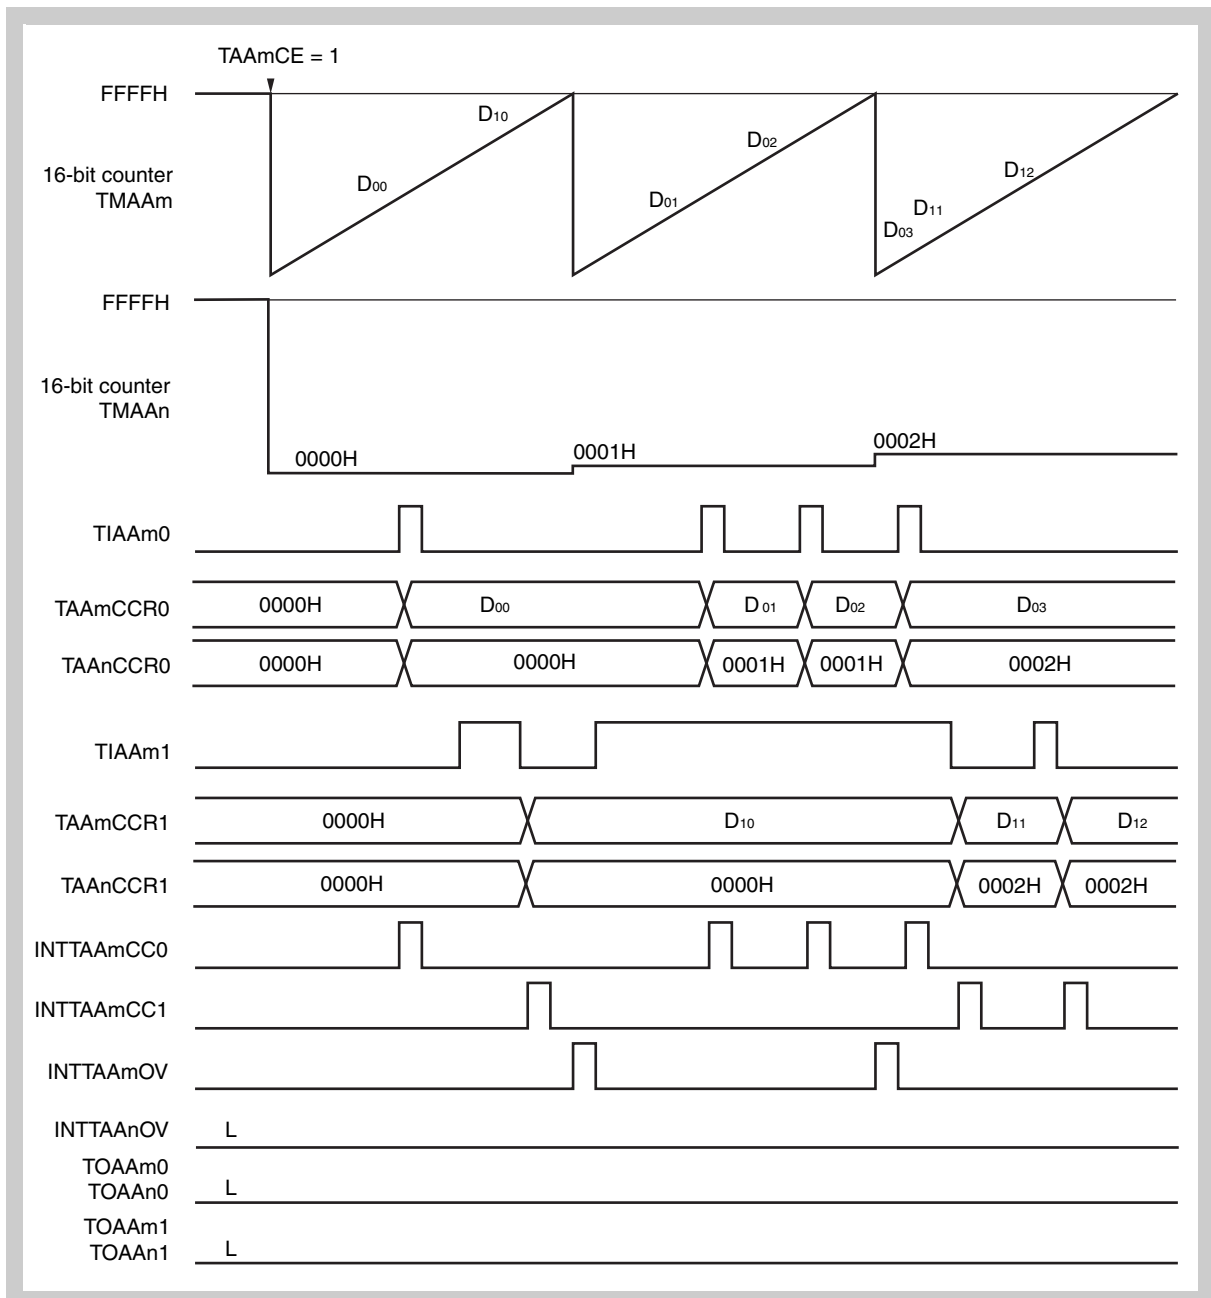 TAAmCE = 1
FFFFH
D10
D02
16-bit counter
TMAAm
D00
D12
D01
D11
D03
FFFFH
16-bit counter
TMAAn
0000H
0001H
0002H
TIAAm0
TAAmCCR0
0000H
D00
D01
D02
D03
TAAnCCR0
0000H
0000H
0001H
0001H
0002H
TIAAm1
TAAmCCR1
0000H
D10
D11
D12
TAAnCCR1
0000H
0000H
0002H
0002H
INTTAAmCC0
INTTAAmCC1
INTTAAmOV
INTTAAnOV
L
TOAAm0
TOAAn0
L
TOAAm1
TOAAn1
L